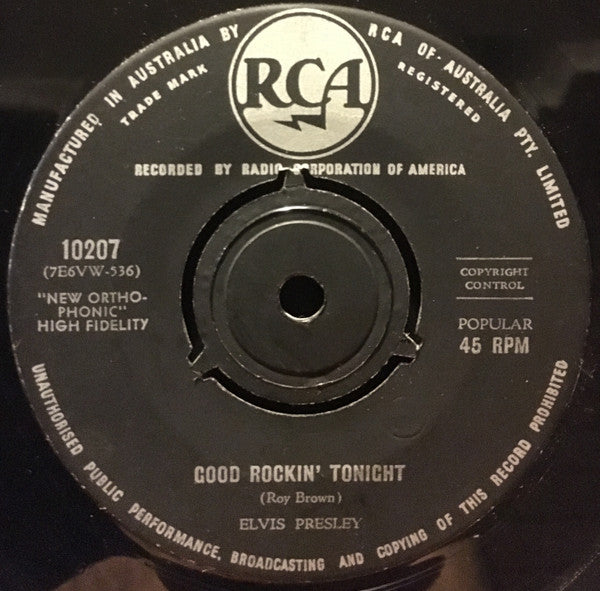 MANUFACTURED IN AUSTRALIA BY RCA OF AUSTRALIA PTY. LIMITED
TRADE MARK
REGISTERED
RCA
RECORDED BY RADIO CORPORATION OF AMERICA
10207
(7E6VW-536)
"NEW ORTHO-
PHONIC"
HIGH FIDELITY
COPYRIGHT
CONTROL
POPULAR
45 RPM
GOOD ROCKIN' TONIGHT
(Roy Brown)
ELVIS PRESLEY
UNAUTHORISED PUBLIC PERFORMANCE, BROADCASTING AND COPYING OF THIS RECORD PROHIBITED